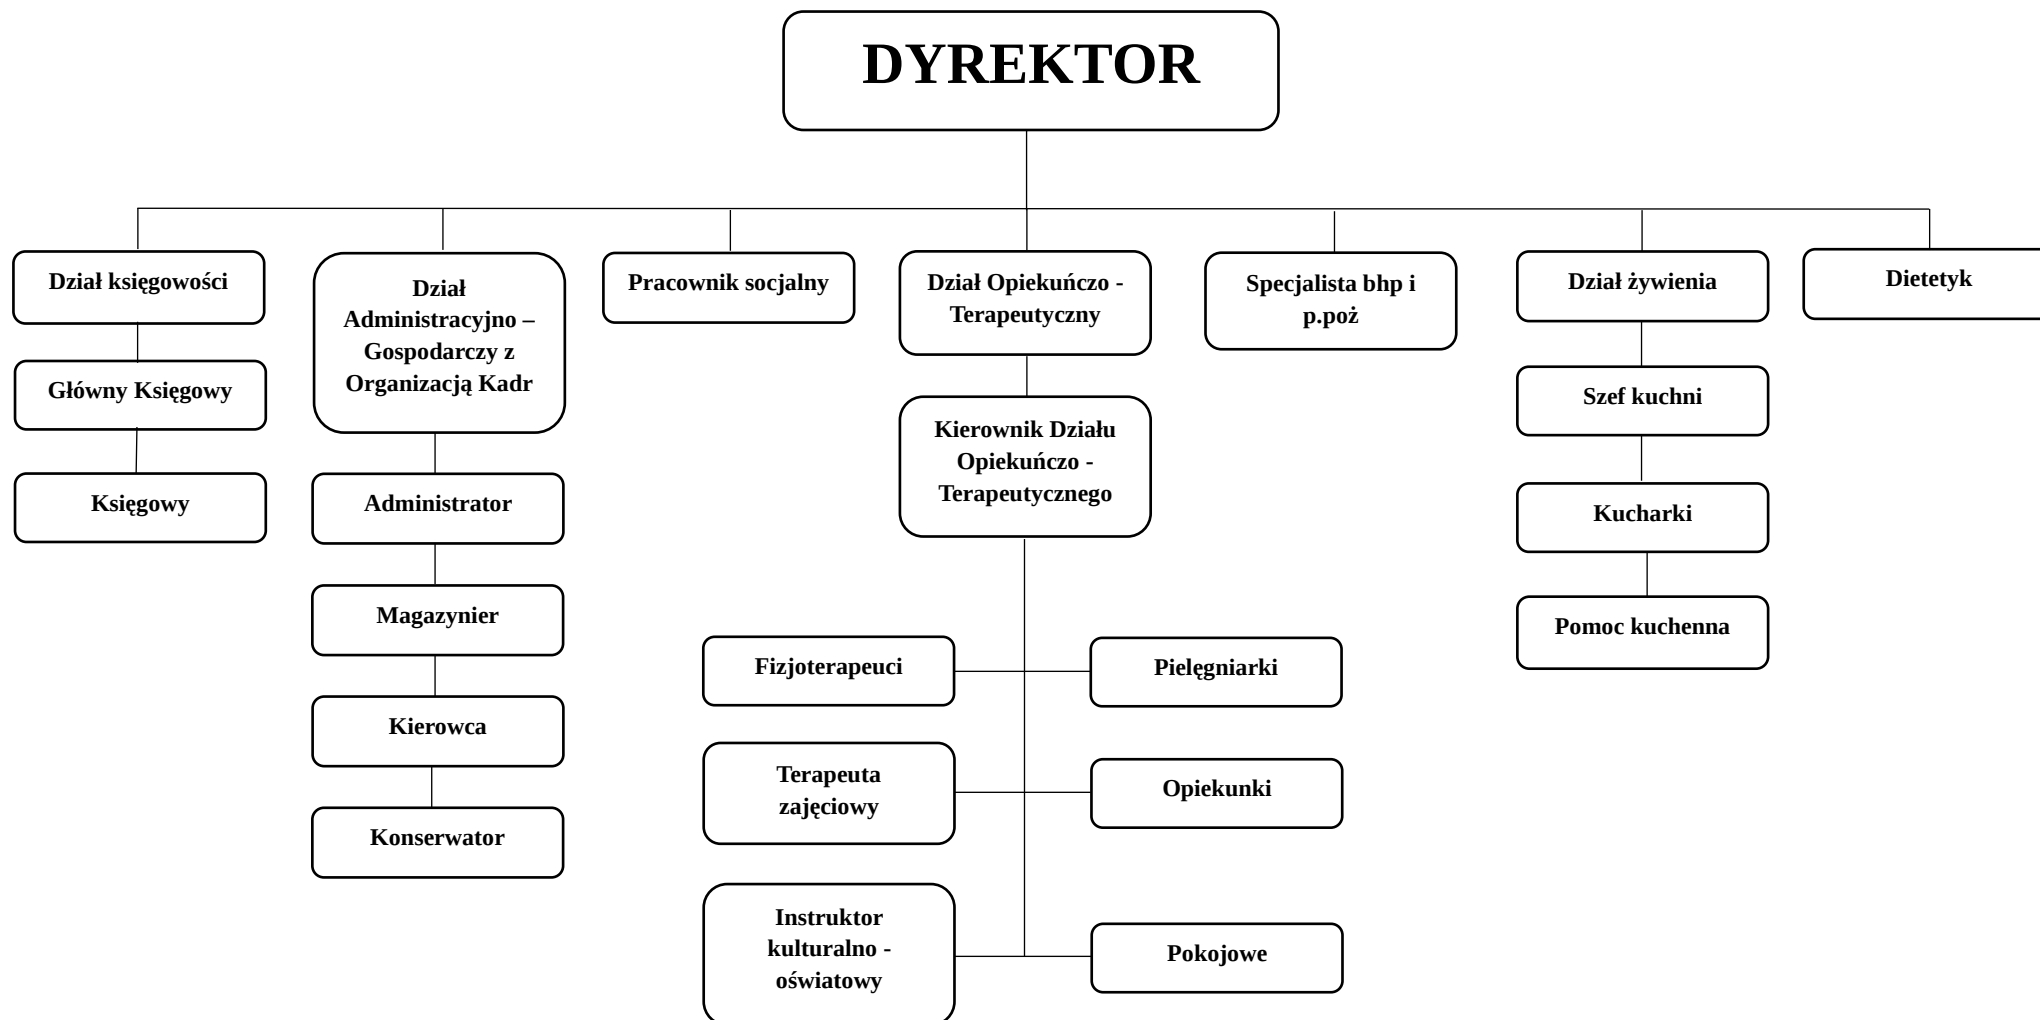 DYREKTOR
Dział księgowości
Dział
Administracyjno –
Gospodarczy z
Organizacją Kadr
Pracownik socjalny
Dział Opiekuńczo -
Terapeutyczny
Specjalista bhp i
p.poż
Dział żywienia
Dietetyk
Główny Księgowy
Księgowy
Administrator
Magazynier
Kierowca
Konserwator
Kierownik Działu
Opiekuńczo -
Terapeutycznego
Fizjoterapeuci
Pielęgniarki
Terapeuta
zajęciowy
Opiekunki
Instruktor
kulturalno -
oświatowy
Pokojowe
Szef kuchni
Kucharki
Pomoc kuchenna